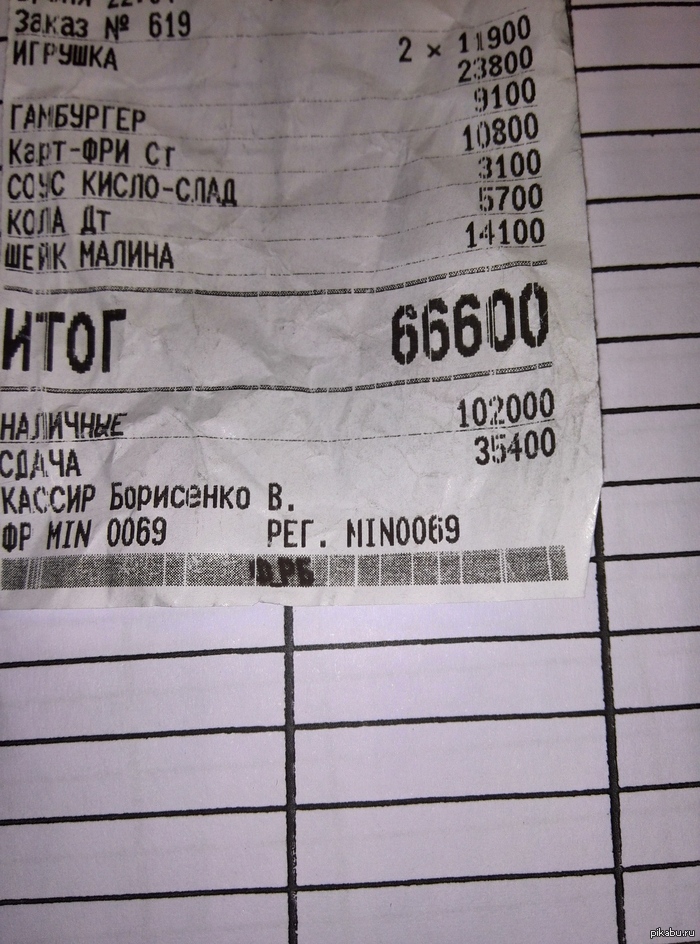 Заказ № 619
ИГРУШКА 2 × 11900
23800
ГАМБУРГЕР 9100
Карт-ФРИ Ст 10800
СОУС КИСЛО-СЛАД 3100
КОЛА Дт 5700
ШЕЙК МАЛИНА 14100
ИТОГ 66600
НАЛИЧНЫЕ 102000
СДАЧА 35400
КАССИР Борисенко В.
ФР MIN 0069 РЕГ. MIN0069
pikabu.ru